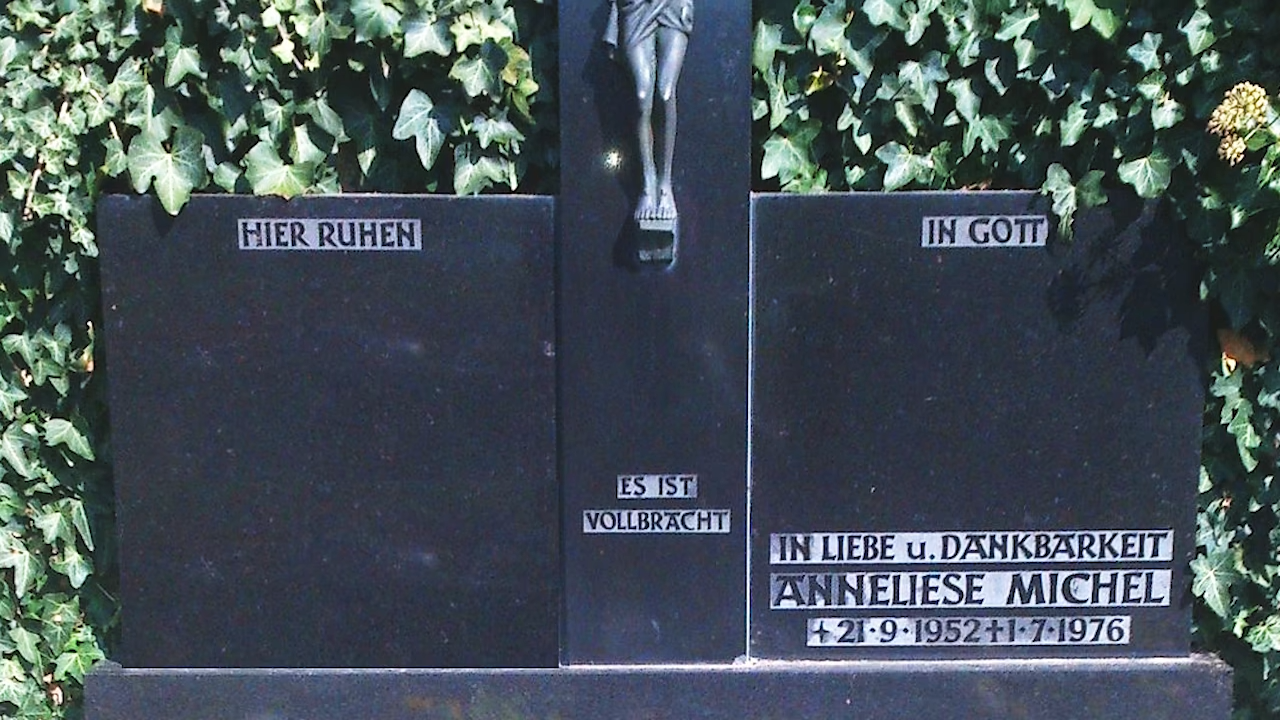 HIER RUHEN
IN GOTT
ES IST
VOLLBRACHT
IN LIEBE u. DANKBARKEIT
ANNELIESE MICHEL
+21·9·1952+1·7·1976